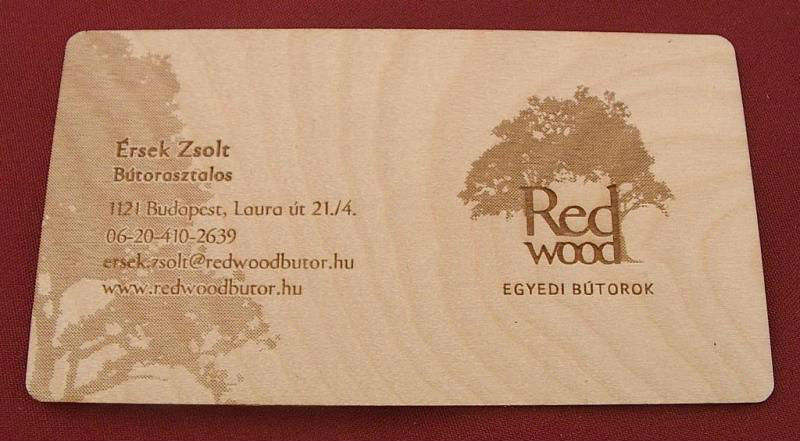 Érsek Zsolt
Bútorasztalos
1121 Budapest, Laura út 21./4.
06-20-410-2639
ersek.zsolt@redwoodbutor.hu
www.redwoodbutor.hu
Red
wood
EGYEDI BÚTOROK